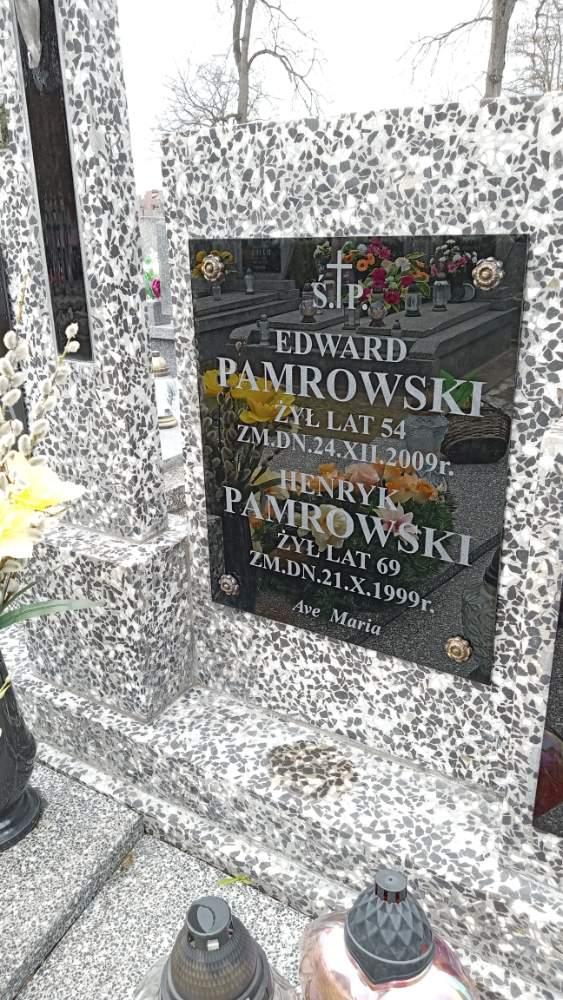 Ś. P.
EDWARD
PAMROWSKI
ŻYŁ LAT 54
ZM.DN.24.XII.2009r.
HENRYK
PAMROWSKI
ŻYŁ LAT 69
ZM.DN.21.X.1999r.
Ave Maria